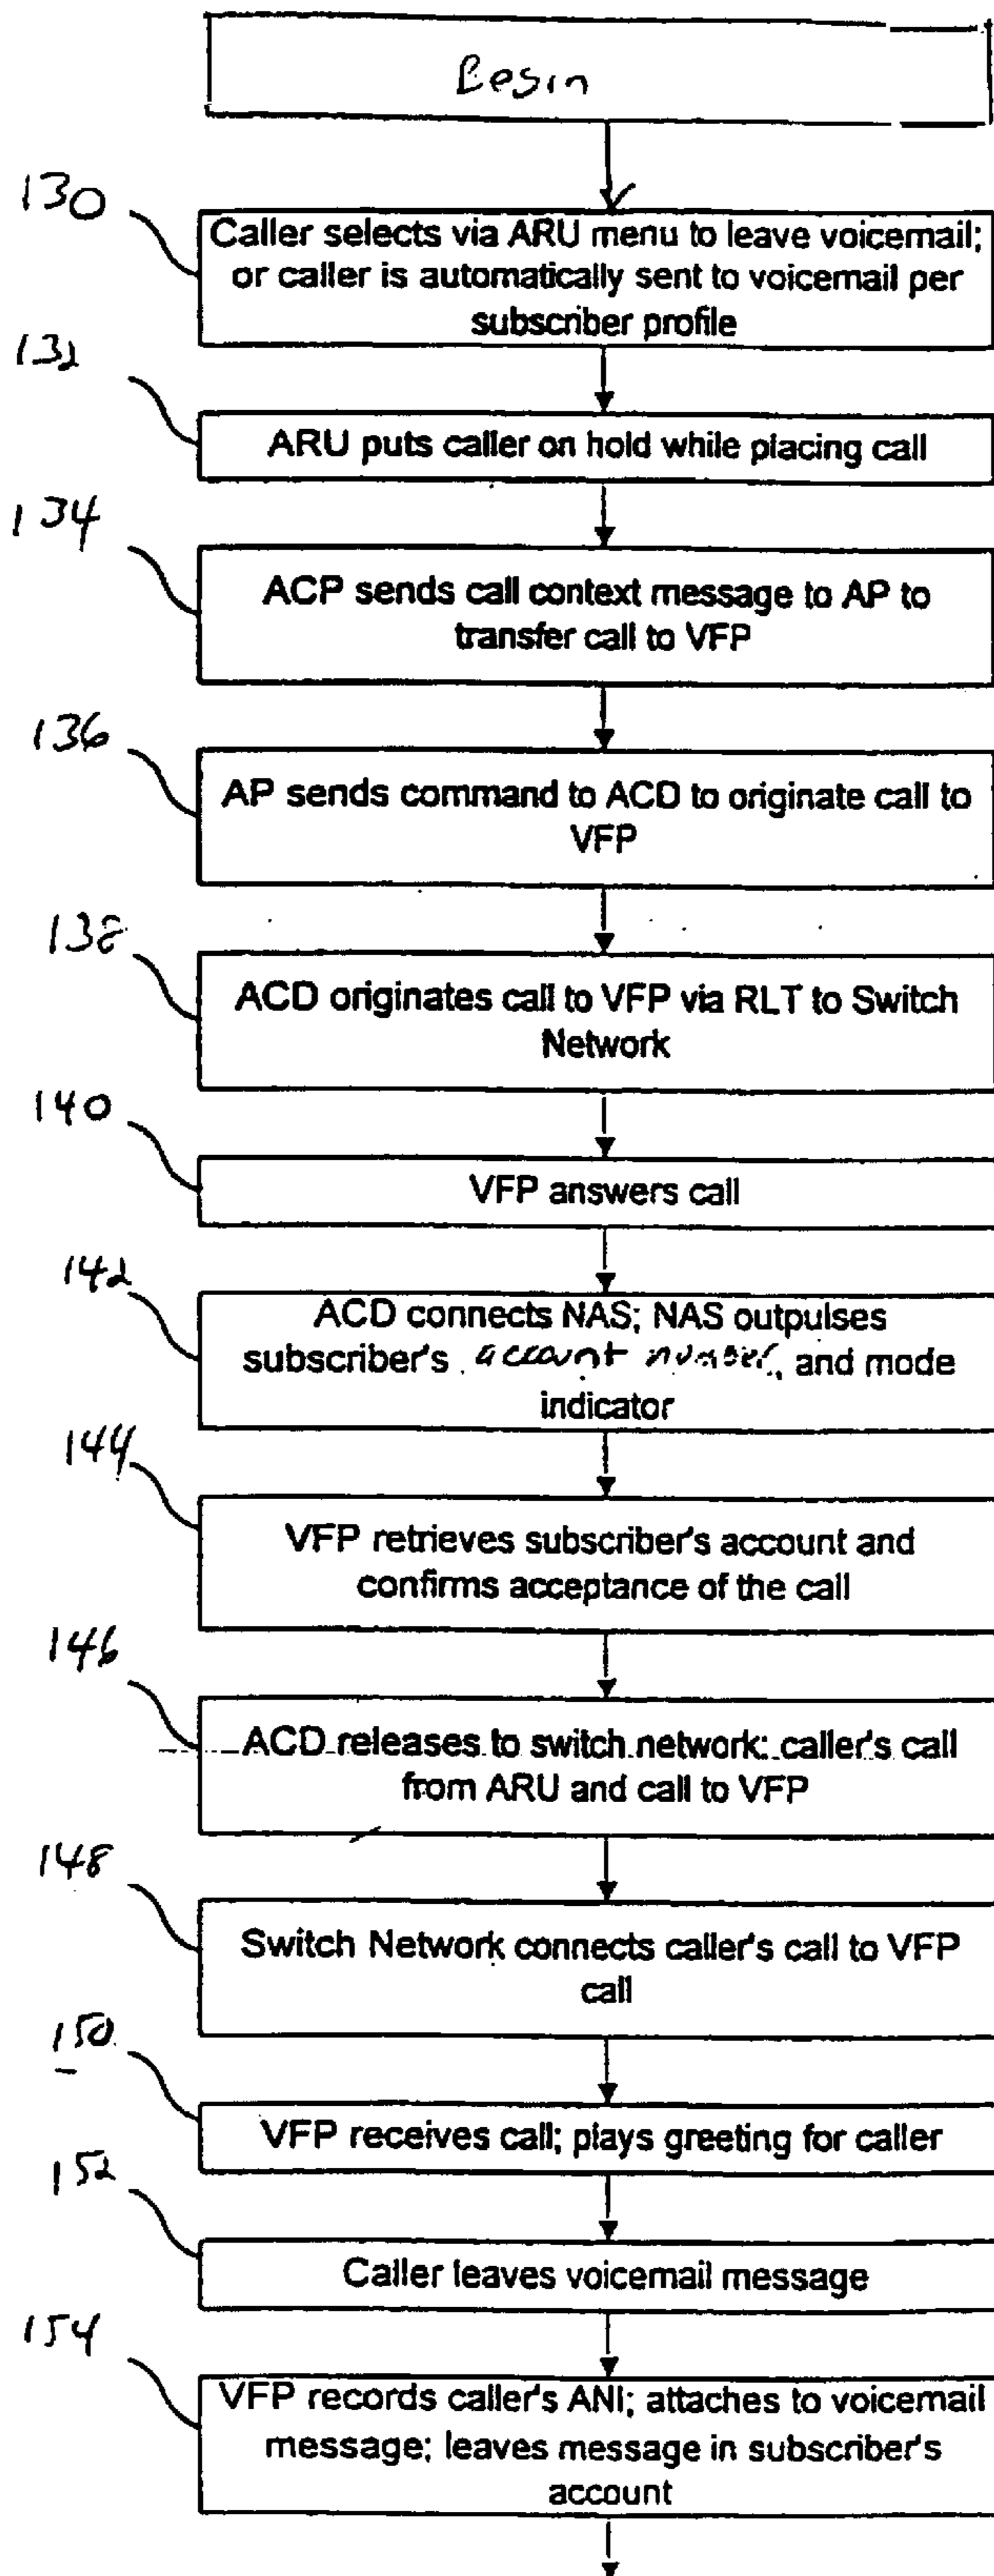 Begin
130
Caller selects via ARU menu to leave voicemail;
or caller is automatically sent to voicemail per
subscriber profile
132
ARU puts caller on hold while placing call
134
ACP sends call context message to AP to
transfer call to VFP
136
AP sends command to ACD to originate call to
VFP
138
ACD originates call to VFP via RLT to Switch
Network
140
VFP answers call
142
ACD connects NAS; NAS outpulses
subscriber's account number, and mode
indicator
144
VFP retrieves subscriber's account and
confirms acceptance of the call
146
ACD releases to switch network: caller's call
from ARU and call to VFP
148
Switch Network connects caller's call to VFP
call
150
VFP receives call; plays greeting for caller
152
Caller leaves voicemail message
154
VFP records caller's ANI; attaches to voicemail
message; leaves message in subscriber's
account